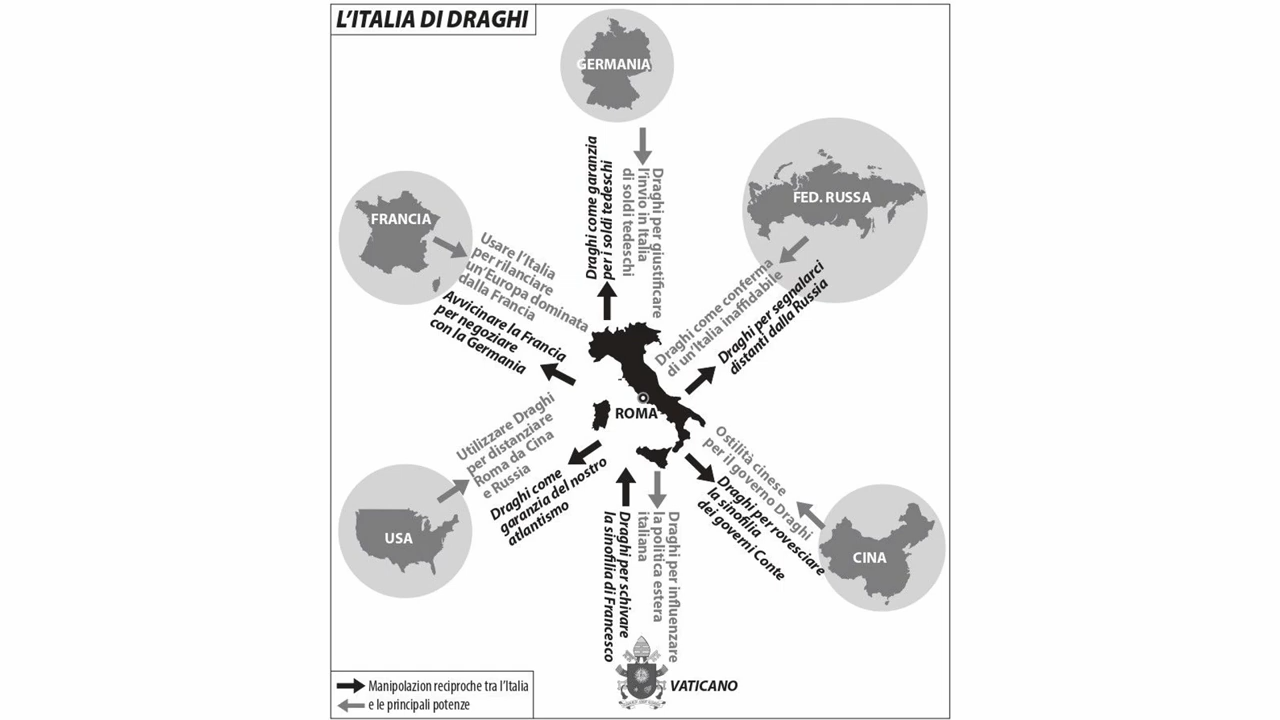 L'ITALIA DI DRAGHI
GERMANIA
Draghi come garanzia
per i soldi tedeschi
Draghi per giustificare
l'invio in Italia
di soldi tedeschi
FRANCIA
Usare l'Italia
per rilanciare
un'Europa dominata
dalla Francia
Avvicinare la Francia
per negoziare
con la Germania
FED. RUSSA
Draghi come conferma
di un'Italia inaffidabile
Draghi per segnalarci
distanti dalla Russia
ROMA
USA
Utilizzare Draghi
per distanziare
Roma da Cina
e Russia
Draghi come
garanzia del nostro
atlantismo
CINA
Ostilità cinese
per il governo Draghi
Draghi per rovesciare
la sinofilia
dei governi Conte
Draghi per schivare
la sinofilia di Francesco
Draghi per influenzare
la politica estera
italiana
VATICANO
Manipolazion reciproche tra l'Italia
e le principali potenze